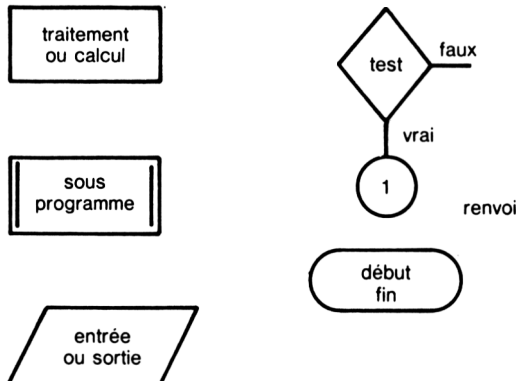 traitement
ou calcul
sous
programme
entrée
ou sortie
test
faux
vrai
1
renvoi
début
fin